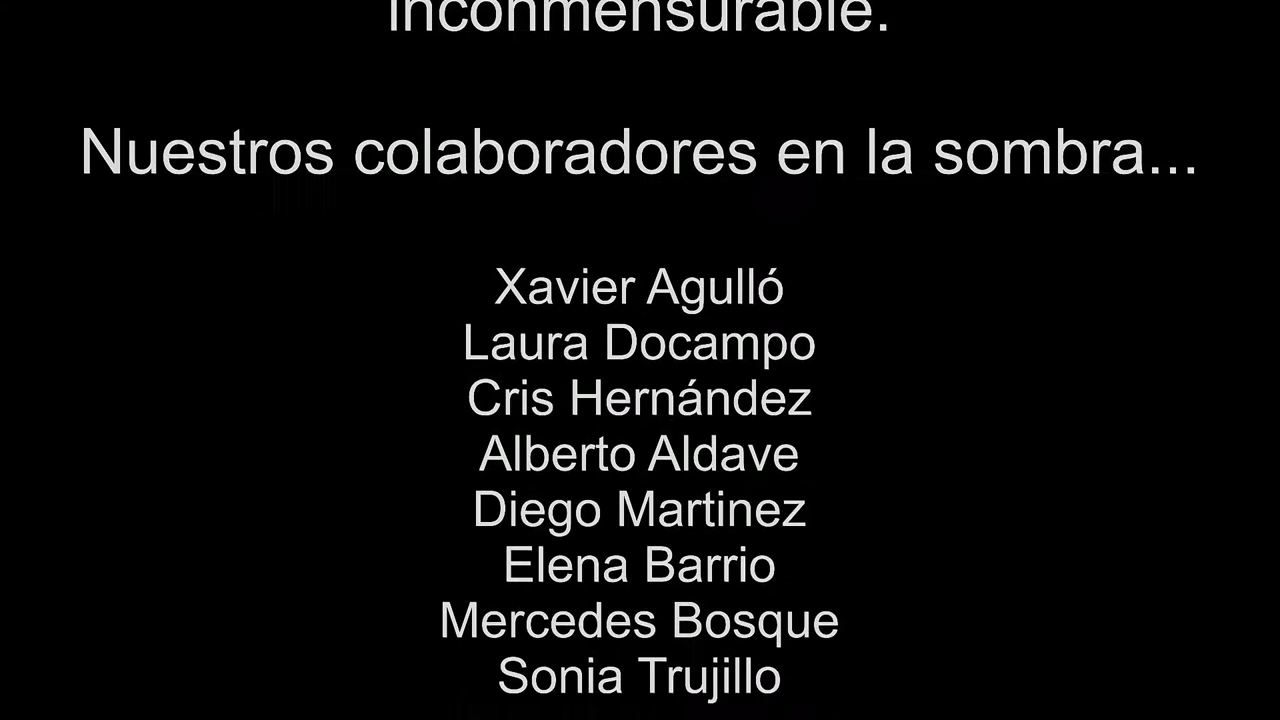 inconmensurable.
Nuestros colaboradores en la sombra...
Xavier Agulló
Laura Docampo
Cris Hernández
Alberto Aldave
Diego Martinez
Elena Barrio
Mercedes Bosque
Sonia Trujillo